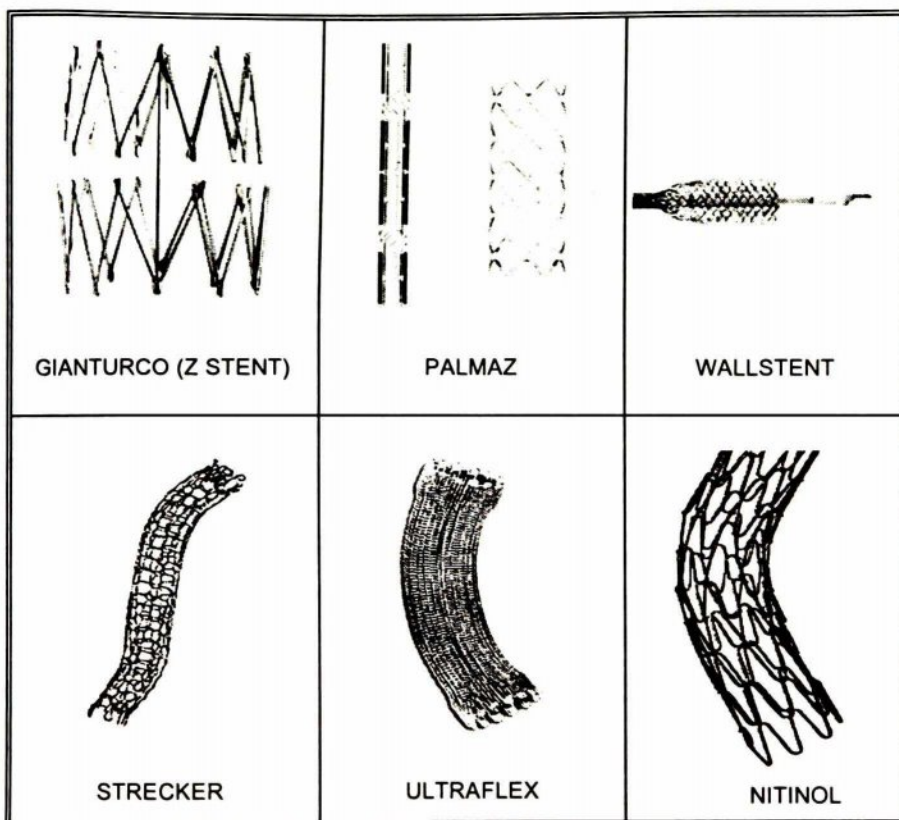 GIANTURCO (Z STENT)
PALMAZ
WALLSTENT
STRECKER
ULTRAFLEX
NITINOL